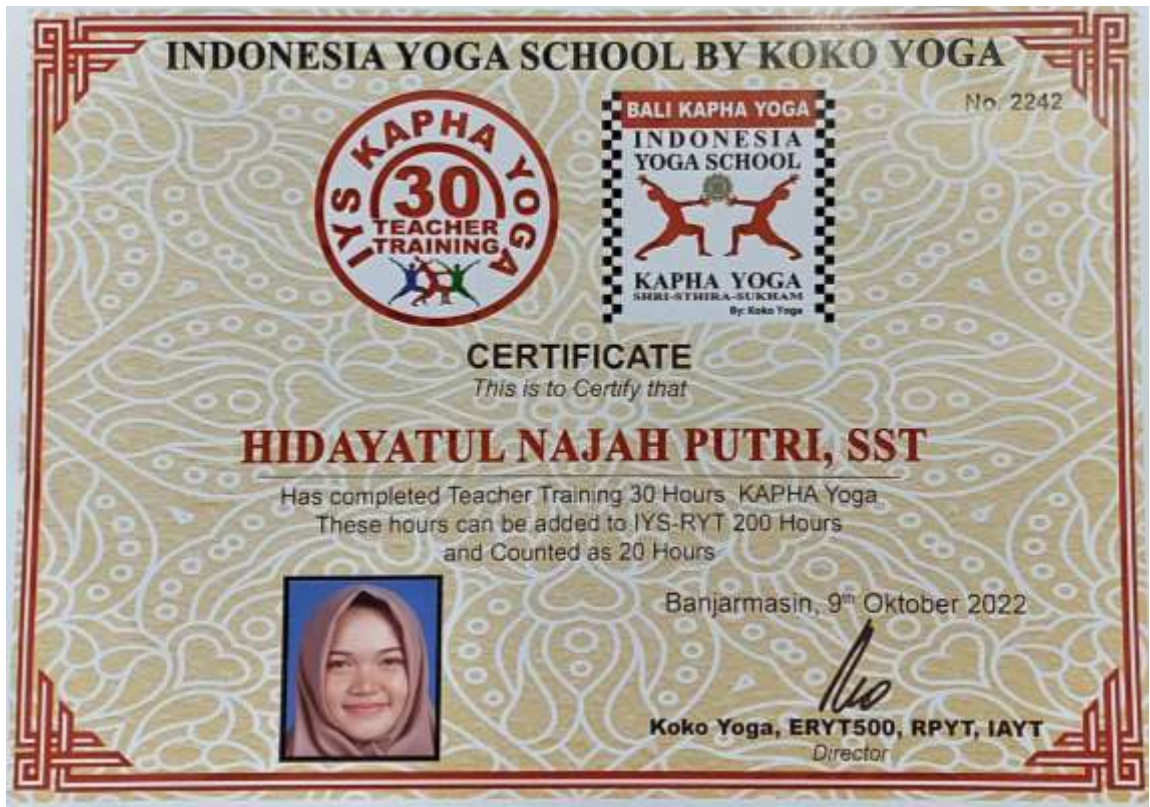 INDONESIA YOGA SCHOOL BY KOKO YOGA
No. 2242
IYS KAPHA YOGA
30
TEACHER
TRAINING
BALI KAPHA YOGA
INDONESIA
YOGA SCHOOL
KAPHA YOGA
SHRI-STHIRA-SUKHAM
By: Koko Yoga
CERTIFICATE
This is to Certify that
HIDAYATUL NAJAH PUTRI, SST
Has completed Teacher Training 30 Hours KAPHA Yoga
These hours can be added to IYS-RYT 200 Hours
and Counted as 20 Hours
Banjarmasin, 9th Oktober 2022
Koko Yoga, ERYT500, RPYT, IAYT
Director